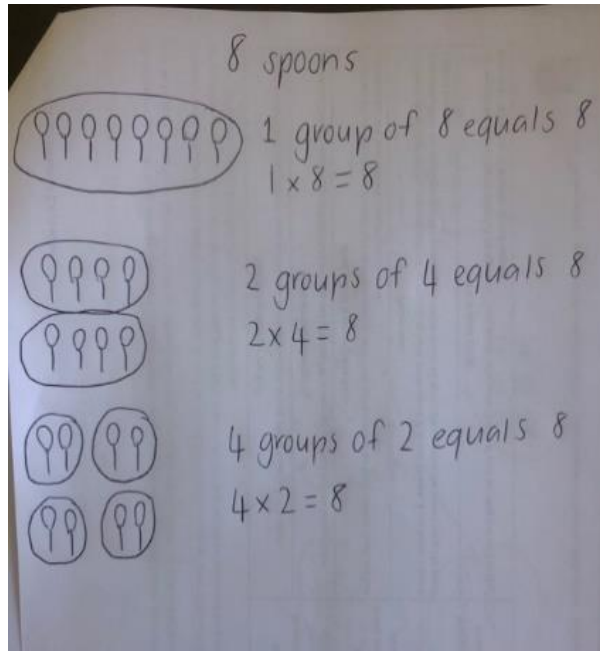 8 spoons
1 group of 8 equals 8
1 x 8 = 8
2 groups of 4 equals 8
2 x 4 = 8
4 groups of 2 equals 8
4 x 2 = 8